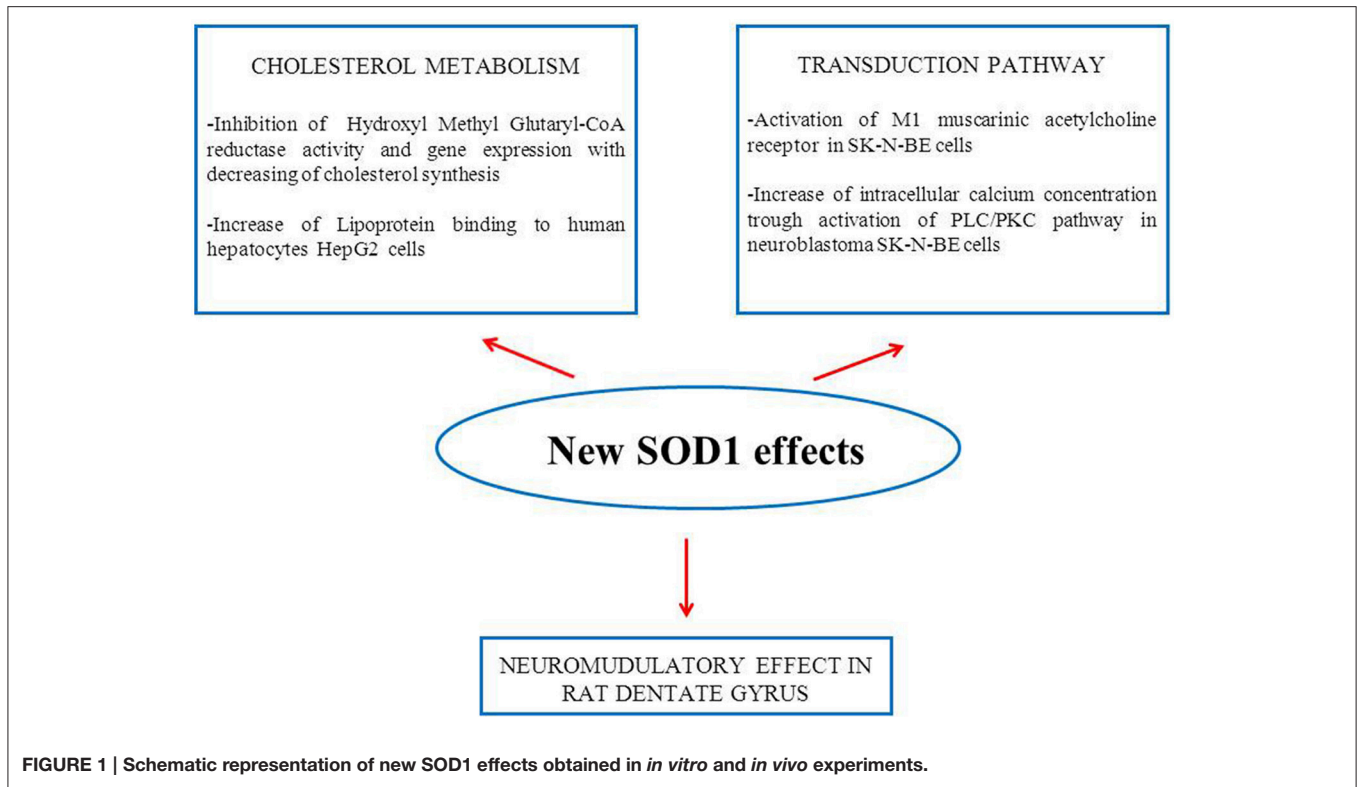 CHOLESTEROL METABOLISM
-Inhibition of Hydroxyl Methyl Glutaryl-CoA
reductase activity and gene expression with
decreasing of cholesterol synthesis
-Increase of Lipoprotein binding to human
hepatocytes HepG2 cells
TRANSDUCTION PATHWAY
-Activation of M1 muscarinic acetylcholine
receptor in SK-N-BE cells
-Increase of intracellular calcium concentration
trough activation of PLC/PKC pathway in
neuroblastoma SK-N-BE cells
New SOD1 effects
NEUROMUDULATORY EFFECT IN
RAT DENTATE GYRUS
FIGURE 1 | Schematic representation of new SOD1 effects obtained in in vitro and in vivo experiments.